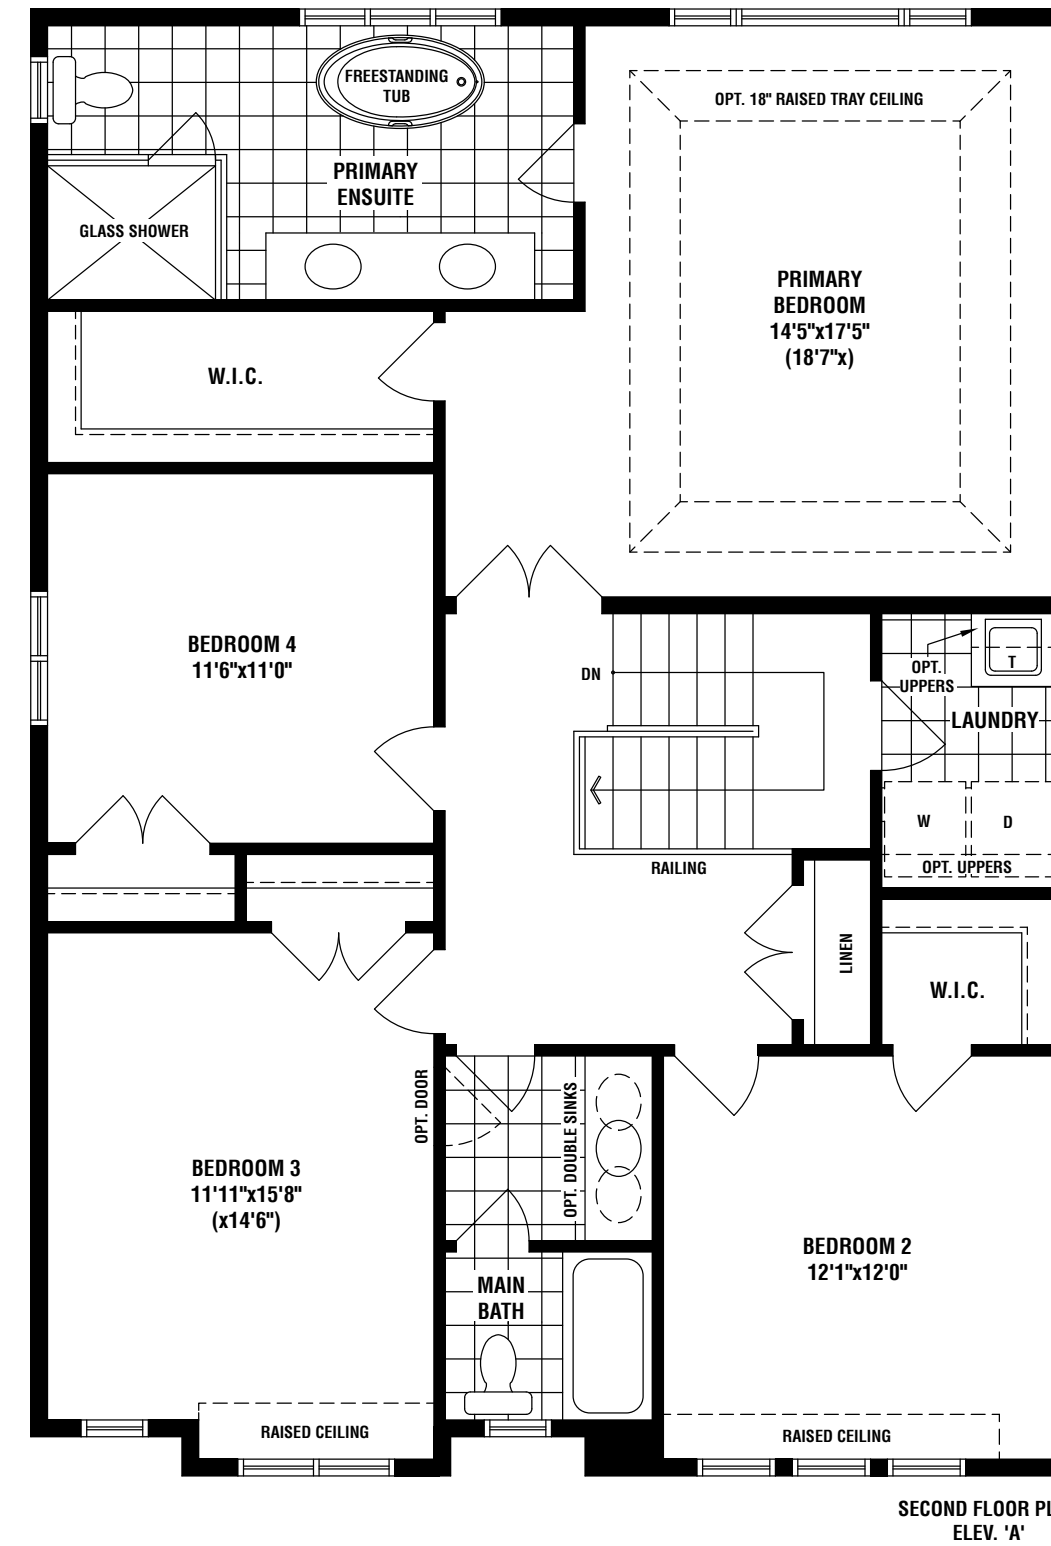 FREESTANDING
TUB
OPT. 18" RAISED TRAY CEILING
PRIMARY
ENSUITE
GLASS SHOWER
PRIMARY
BEDROOM
14'5"x17'5"
(18'7"x)
W.I.C.
BEDROOM 4
11'6"x11'0"
DN
OPT.
UPPERS
T
LAUNDRY
W
D
OPT. UPPERS
RAILING
LINEN
W.I.C.
OPT. DOOR
OPT. DOUBLE SINKS
BEDROOM 3
11'11"x15'8"
(x14'6")
BEDROOM 2
12'1"x12'0"
MAIN
BATH
RAISED CEILING
RAISED CEILING
SECOND FLOOR
ELEV. 'A'